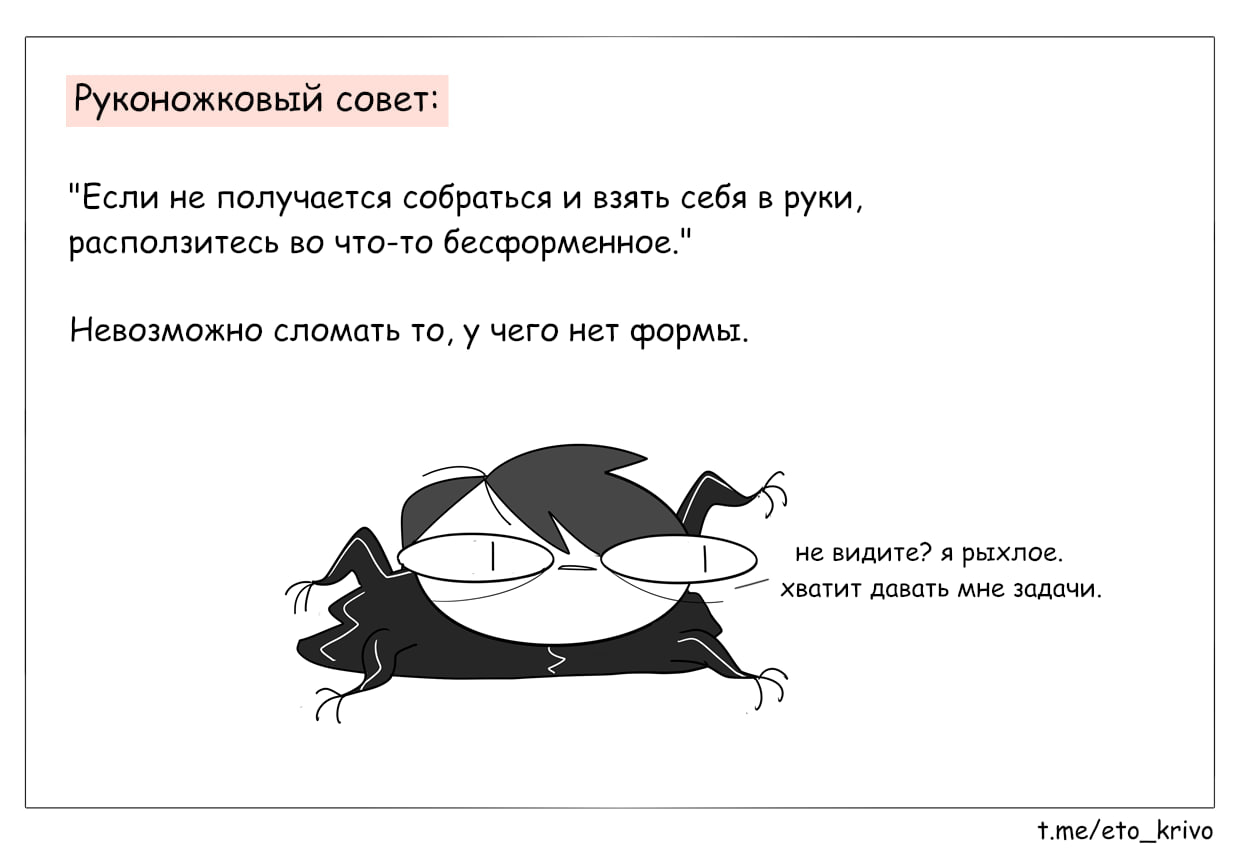 Руконожковый совет:
"Если не получается собраться и взять себя в руки,
расползитесь во что-то бесформенное."
Невозможно сломать то, у чего нет формы.
не видите? я рыхлое.
хватит давать мне задачи.
t.me/eto_krivo